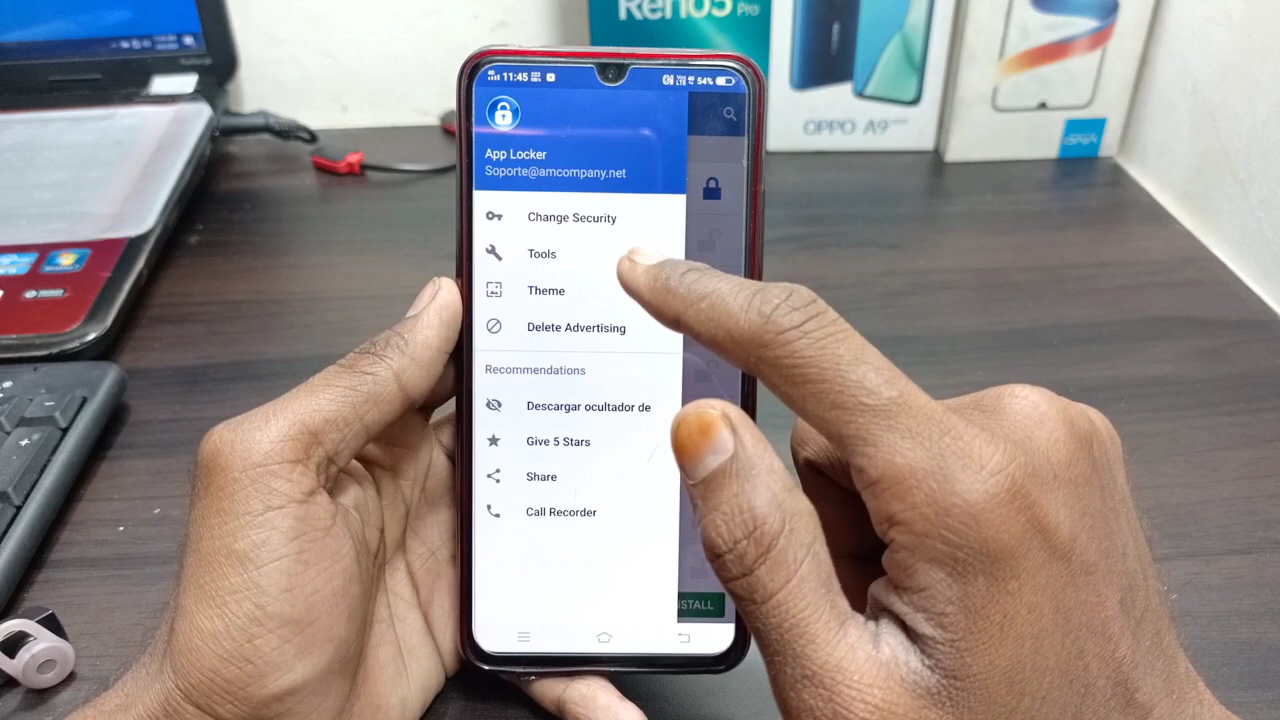 Reno5 Pro
OPPO A9
11:45
54%
App Locker
Soporte@amcompany.net
Change Security
Tools
Theme
Delete Advertising
Recommendations
Descargar ocultador de
Give 5 Stars
Share
Call Recorder
STALL